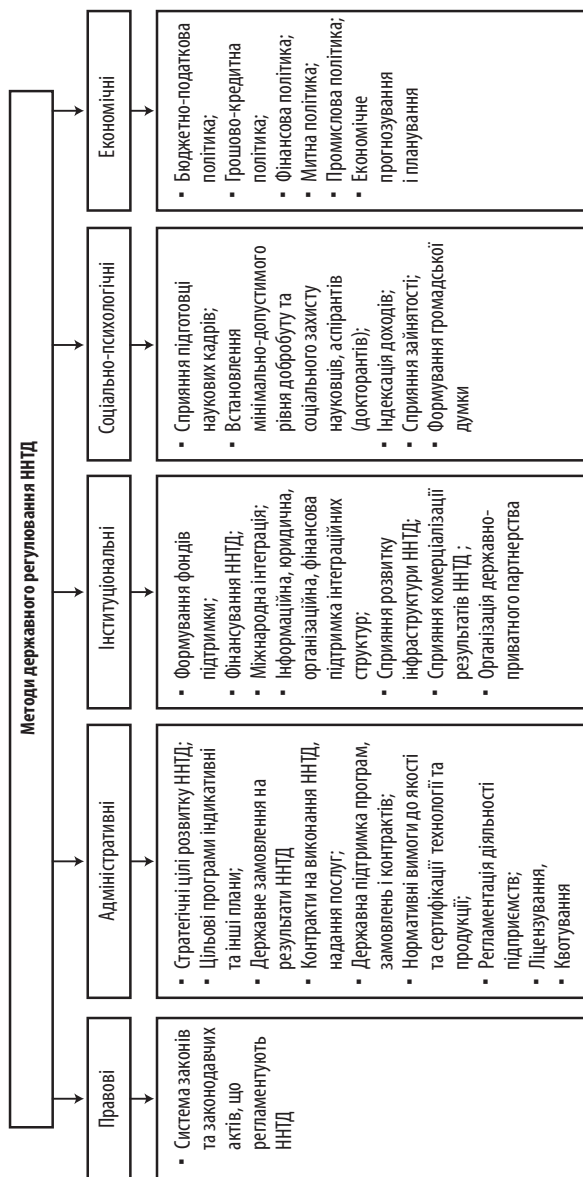 Методи державного регулювання ННТД
Правові
▪ Система законів
та законодавчих
актів, що
регламентують
ННТД
Адміністративні
▪ Стратегічні цілі розвитку ННТД;
▪ Цільові програми індикативні
та інші плани;
▪ Державне замовлення на
результати ННТД
▪ Контракти на виконання ННТД,
надання послуг;
▪ Державна підтримка програм,
замовлень і контрактів;
▪ Нормативні вимоги до якості
та сертифікації технології та
продукції;
▪ Регламентація діяльності
підприємств;
▪ Ліцензування,
▪ Квотування
Інституціональні
▪ Формування фондів
підтримки;
▪ Фінансування ННТД;
▪ Міжнародна інтеграція;
▪ Інформаційна, юридична,
організаційна, фінансова
підтримка інтеграційних
структур;
▪ Сприяння розвитку
інфраструктури ННТД;
▪ Сприяння комерціалізації
результатів ННТД ;
▪ Організація державно-
приватного партнерства
Соціально-психологічні
▪ Сприяння підготовці
наукових кадрів;
▪ Встановлення
мінімально-допустимого
рівня добробуту та
соціального захисту
науковців, аспірантів
(докторантів);
▪ Індексація доходів;
▪ Сприяння зайнятості;
▪ Формування громадської
думки
Економічні
▪ Бюджетно-податкова
політика;
▪ Грошово-кредитна
політика;
▪ Фінансова політика;
▪ Митна політика;
▪ Промислова політика;
▪ Економічне
прогнозування
і планування